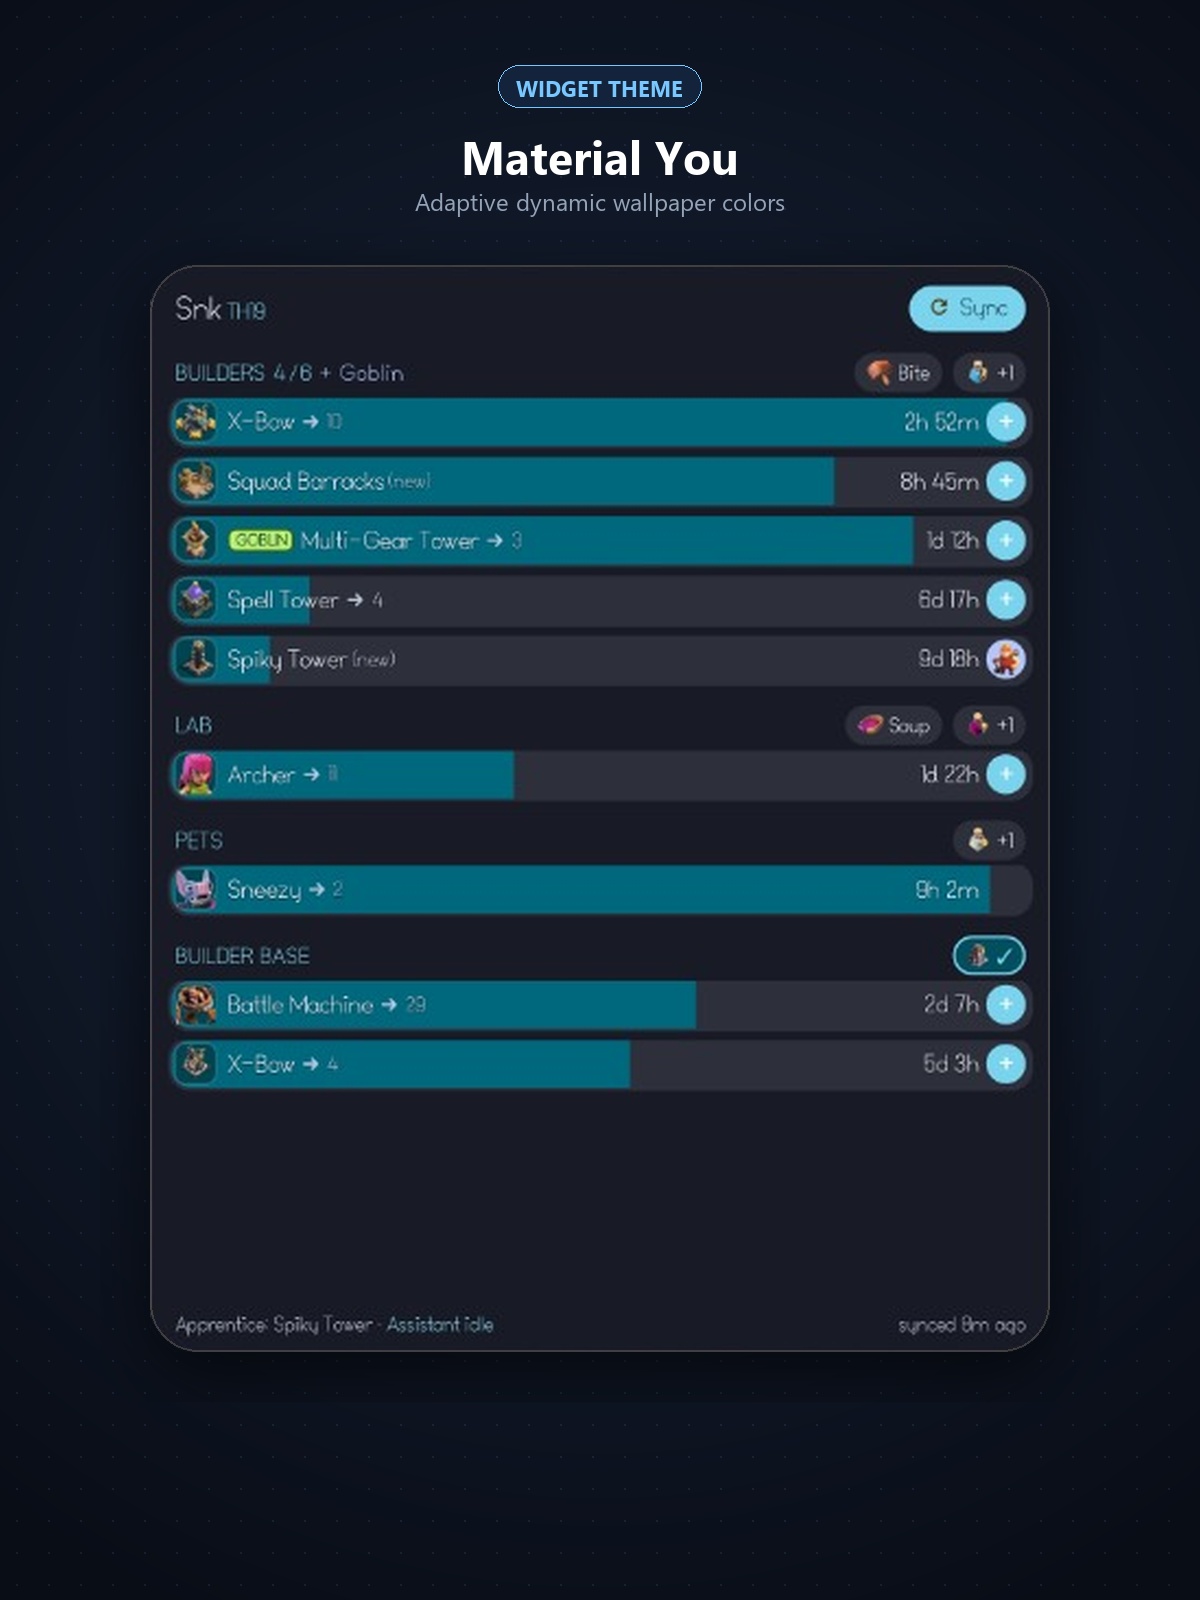 WIDGET THEME
Material You
Adaptive dynamic wallpaper colors
Snk
Sync
BUILDERS 4/6 + Goblin
Bite
+1
X-Bow → 10
2h 52m
+
Squad Barracks (new)
8h 45m
+
GOBLIN Multi-Gear Tower → 3
1d 12h
+
Spell Tower → 4
6d 17h
+
Spiky Tower (new)
9d 18h
LAB
Soup
+1
Archer →
1d 22h
+
PETS
+1
Sneezy → 2
9h 2m
BUILDER BASE
✓
Battle Machine → 29
2d 7h
+
X-Bow → 4
5d 3h
+
Apprentice: Spiky Tower · Assistant idle
synced 8m ago